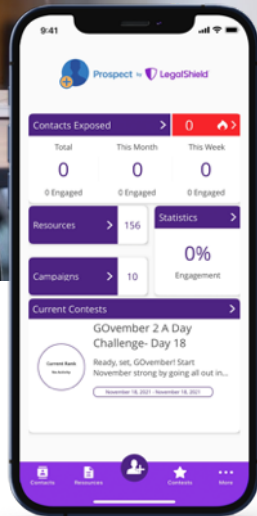 9:41
Prospect by LegalShield
Contacts Exposed > 0 >
Total This Month This Week
0 0 0
0 Engaged 0 Engaged 0 Engaged
Resources > 156
Statistics >
0%
Engagement
Campaigns > 10
Current Contests >
GOvember 2 A Day
Challenge- Day 18
Current Rank
No Activity
Ready, set, GOvember! Start
November strong by going all out in...
November 18, 2021 - November 18, 2021
Contacts Resources Contests More